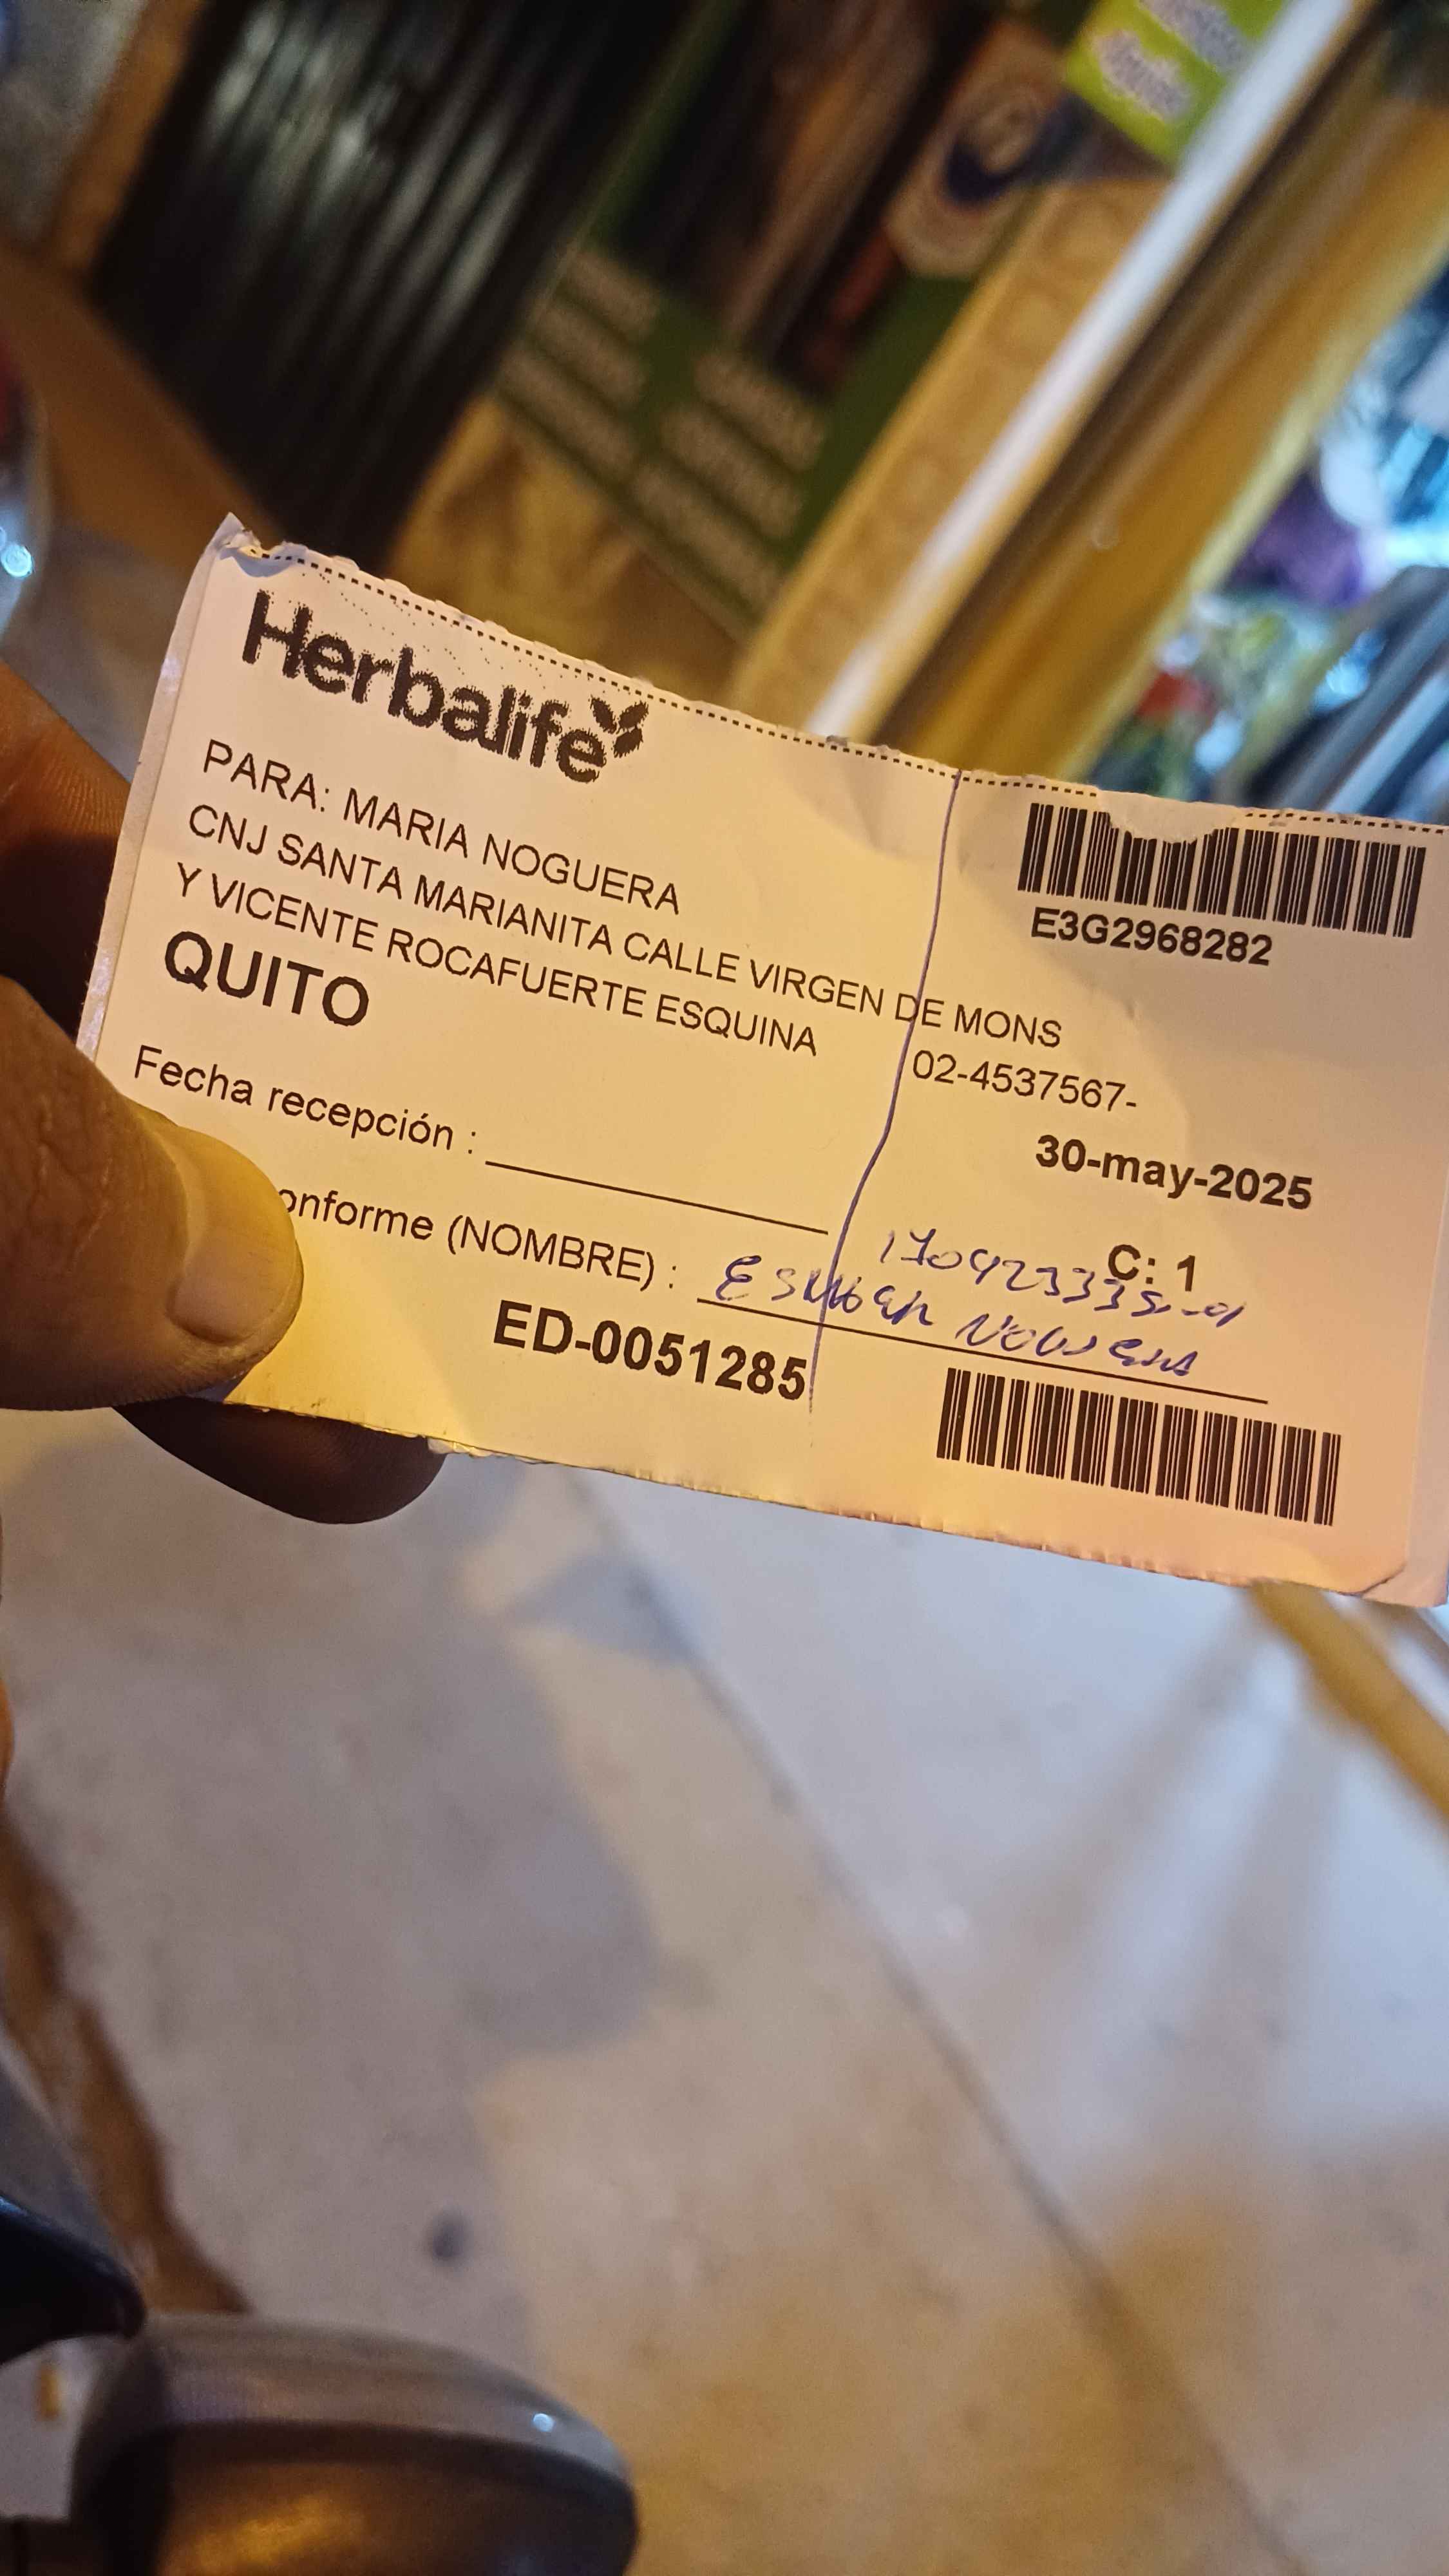 Herbalife
E3G2968282
PARA: MARIA NOGUERA
CNJ SANTA MARIANITA CALLE VIRGEN DE MONS
Y VICENTE ROCAFUERTE ESQUINA
02-4537567-
QUITO
30-may-2025
Fecha recepción :
C: 1
onforme (NOMBRE) :
ED-0051285